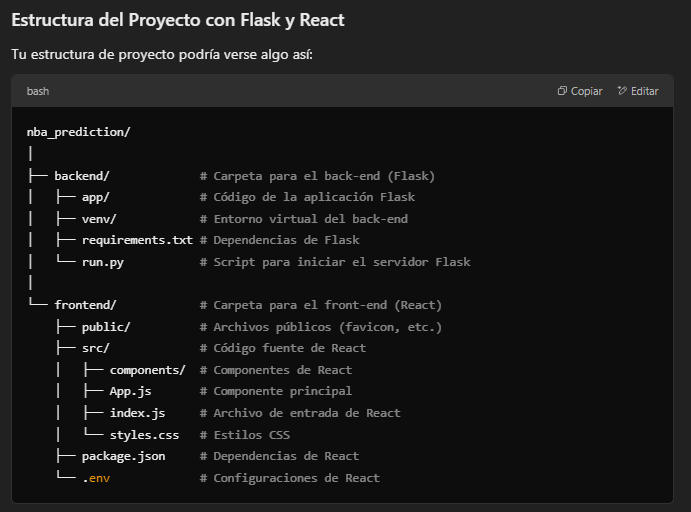 Estructura del Proyecto con Flask y React
Tu estructura de proyecto podría verse algo así:
bash Copiar Editar
nba_prediction/
│
├── backend/ # Carpeta para el back-end (Flask)
│ ├── app/ # Código de la aplicación Flask
│ ├── venv/ # Entorno virtual del back-end
│ ├── requirements.txt # Dependencias de Flask
│ └── run.py # Script para iniciar el servidor Flask
│
└── frontend/ # Carpeta para el front-end (React)
├── public/ # Archivos públicos (favicon, etc.)
├── src/ # Código fuente de React
│ ├── components/ # Componentes de React
│ ├── App.js # Componente principal
│ ├── index.js # Archivo de entrada de React
│ └── styles.css # Estilos CSS
├── package.json # Dependencias de React
└── .env # Configuraciones de React